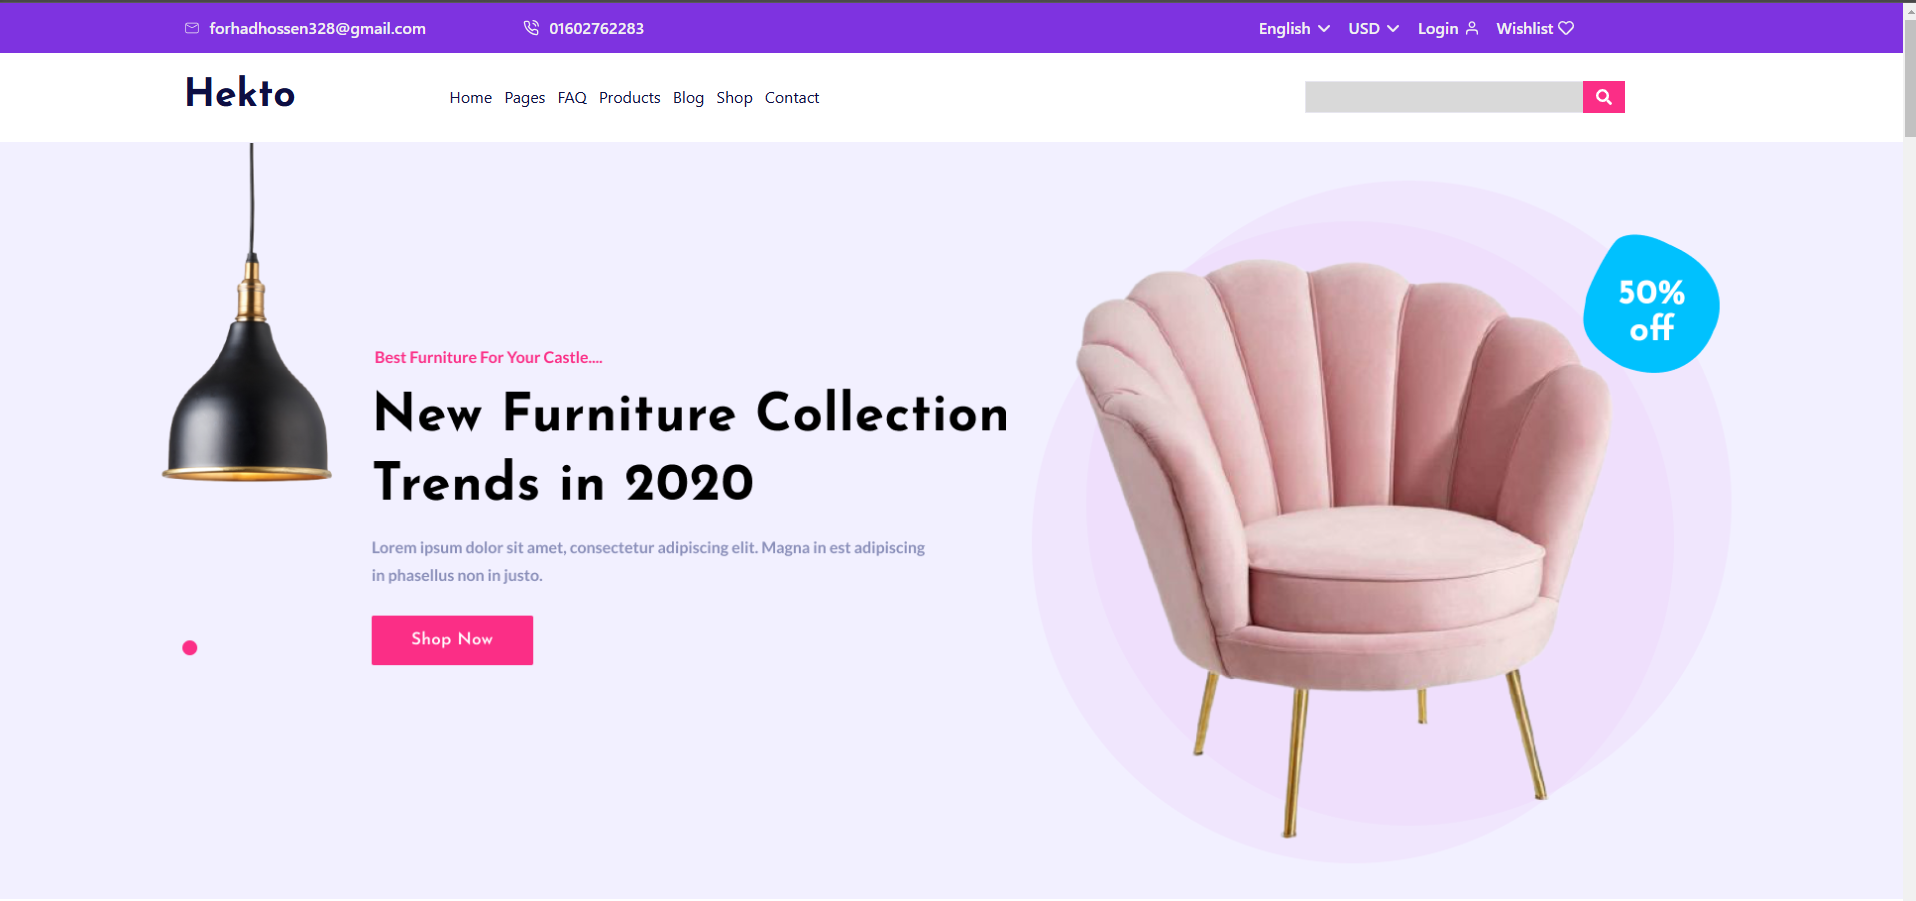 forhadhossen328@gmail.com 01602762283 English USD Login Wishlist
Hekto Home Pages FAQ Products Blog Shop Contact
50%
off
Best Furniture For Your Castle....
New Furniture Collection
Trends in 2020
Lorem ipsum dolor sit amet, consectetur adipiscing elit. Magna in est adipiscing
in phasellus non in justo.
Shop Now